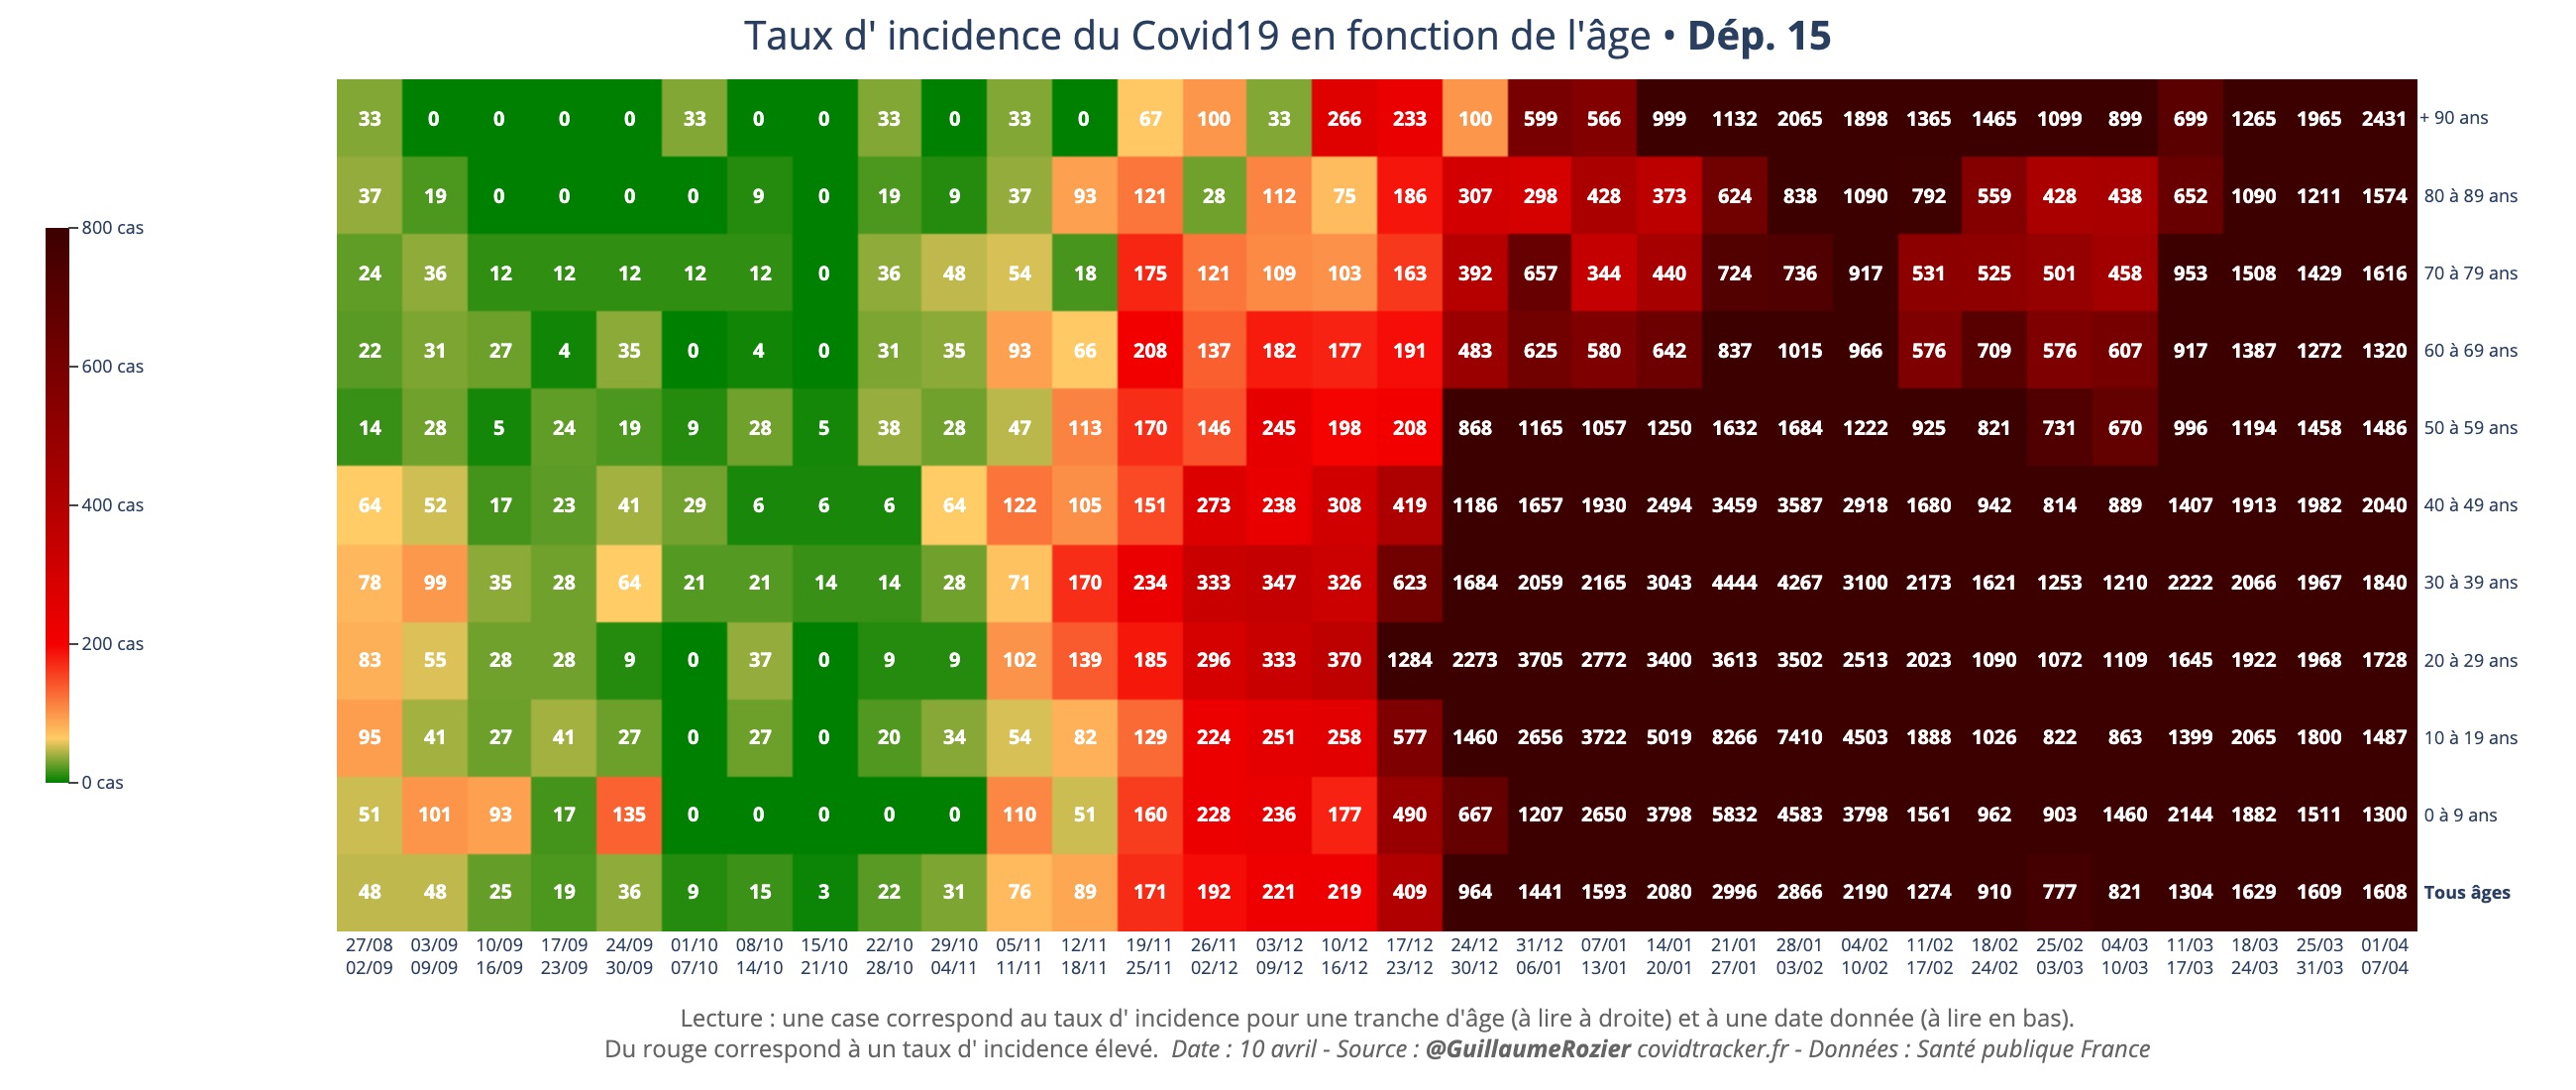 Taux d' incidence du Covid19 en fonction de l'âge • Dép. 15
33 0 0 0 0 33 0 0 33 0 33 0 67 100 33 266 233 100 599 566 999 1132 2065 1898 1365 1465 1099 899 699 1265 1965 2431 + 90 ans
37 19 0 0 0 0 9 0 19 9 37 93 121 28 112 75 186 307 298 428 373 624 838 1090 792 559 428 438 652 1090 1211 1574 80 à 89 ans
800 cas
24 36 12 12 12 12 12 0 36 48 54 18 175 121 109 103 163 392 657 344 440 724 736 917 531 525 501 458 953 1508 1429 1616 70 à 79 ans
22 31 27 4 35 0 4 0 31 35 93 66 208 137 182 177 191 483 625 580 642 837 1015 966 576 709 576 607 917 1387 1272 1320 60 à 69 ans
600 cas
14 28 5 24 19 9 28 5 38 28 47 113 170 146 245 198 208 868 1165 1057 1250 1632 1684 1222 925 821 731 670 996 1194 1458 1486 50 à 59 ans
400 cas
64 52 17 23 41 29 6 6 6 64 122 105 151 273 238 308 419 1186 1657 1930 2494 3459 3587 2918 1680 942 814 889 1407 1913 1982 2040 40 à 49 ans
78 99 35 28 64 21 21 14 14 28 71 170 234 333 347 326 623 1684 2059 2165 3043 4444 4267 3100 2173 1621 1253 1210 2222 2066 1967 1840 30 à 39 ans
200 cas
83 55 28 28 9 0 37 0 9 9 102 139 185 296 333 370 1284 2273 3705 2772 3400 3613 3502 2513 2023 1090 1072 1109 1645 1922 1968 1728 20 à 29 ans
95 41 27 41 27 0 27 0 20 34 54 82 129 224 251 258 577 1460 2656 3722 5019 8266 7410 4503 1888 1026 822 863 1399 2065 1800 1487 10 à 19 ans
0 cas
51 101 93 17 135 0 0 0 0 0 110 51 160 228 236 177 490 667 1207 2650 3798 5832 4583 3798 1561 962 903 1460 2144 1882 1511 1300 0 à 9 ans
48 48 25 19 36 9 15 3 22 31 76 89 171 192 221 219 409 964 1441 1593 2080 2996 2866 2190 1274 910 777 821 1304 1629 1609 1608 Tous âges
27/08 03/09 10/09 17/09 24/09 01/10 08/10 15/10 22/10 29/10 05/11 12/11 19/11 26/11 03/12 10/12 17/12 24/12 31/12 07/01 14/01 21/01 28/01 04/02 11/02 18/02 25/02 04/03 11/03 18/03 25/03 01/04
02/09 09/09 16/09 23/09 30/09 07/10 14/10 21/10 28/10 04/11 11/11 18/11 25/11 02/12 09/12 16/12 23/12 30/12 06/01 13/01 20/01 27/01 03/02 10/02 17/02 24/02 03/03 10/03 17/03 24/03 31/03 07/04
Lecture : une case correspond au taux d' incidence pour une tranche d'âge (à lire à droite) et à une date donnée (à lire en bas).
Du rouge correspond à un taux d' incidence élevé. Date : 10 avril - Source : @GuillaumeRozier covidtracker.fr - Données : Santé publique France